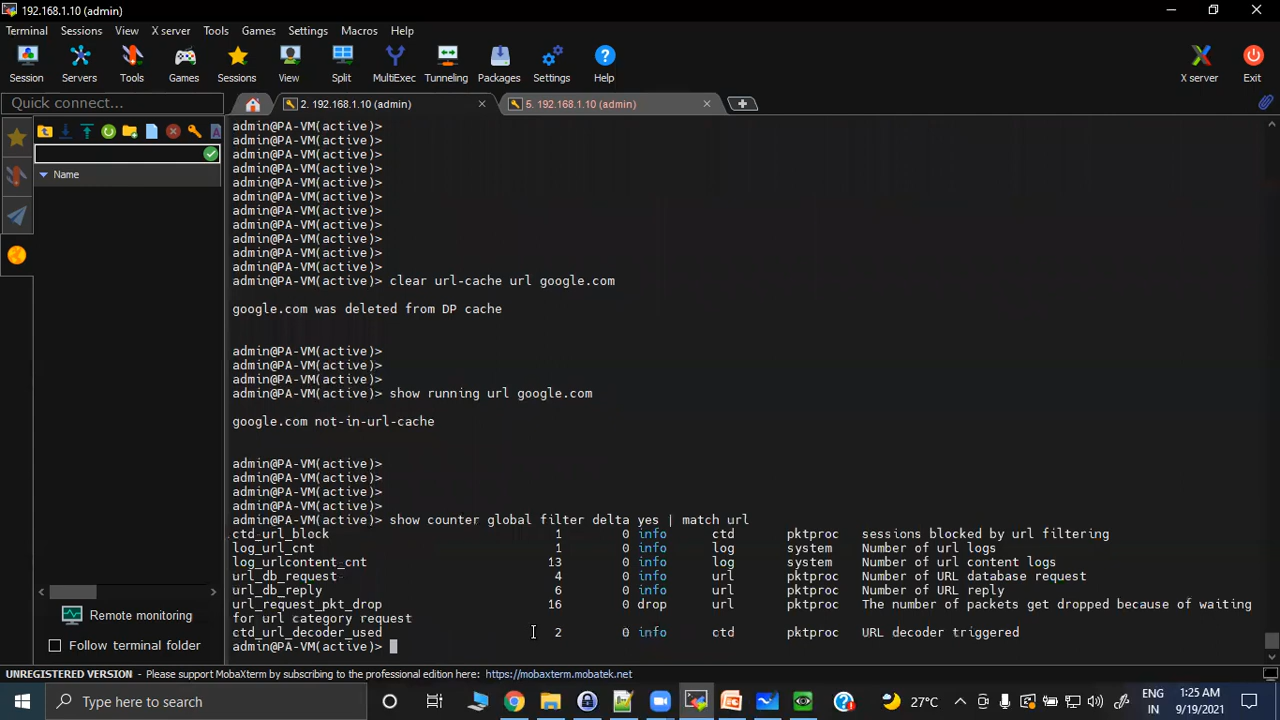 192.168.1.10 (admin)
Terminal Sessions View X server Tools Games Settings Macros Help
Session Servers Tools Games Sessions View Split MultiExec Tunneling Packages Settings Help X server Exit
Quick connect...
2. 192.168.1.10 (admin)
5. 192.168.1.10 (admin)
Name
admin@PA-VM(active)>
admin@PA-VM(active)>
admin@PA-VM(active)>
admin@PA-VM(active)>
admin@PA-VM(active)>
admin@PA-VM(active)>
admin@PA-VM(active)>
admin@PA-VM(active)>
admin@PA-VM(active)>
admin@PA-VM(active)>
admin@PA-VM(active)>
admin@PA-VM(active)> clear url-cache url google.com
google.com was deleted from DP cache
admin@PA-VM(active)>
admin@PA-VM(active)>
admin@PA-VM(active)>
admin@PA-VM(active)> show running url google.com
google.com not-in-url-cache
admin@PA-VM(active)>
admin@PA-VM(active)>
admin@PA-VM(active)>
admin@PA-VM(active)>
admin@PA-VM(active)> show counter global filter delta yes | match url
ctd_url_block 1 0 info ctd pktproc sessions blocked by url filtering
log_url_cnt 1 0 info log system Number of url logs
log_urlcontent_cnt 13 0 info log system Number of url content logs
url_db_request 4 0 info url pktproc Number of URL database request
url_db_reply 6 0 info url pktproc Number of URL reply
url_request_pkt_drop 16 0 drop url pktproc The number of packets get dropped because of waiting
for url category request
ctd_url_decoder_used 2 0 info ctd pktproc URL decoder triggered
admin@PA-VM(active)>
Remote monitoring
Follow terminal folder
UNREGISTERED VERSION - Please support MobaXterm by subscribing to the professional edition here: https://mobaxterm.mobatek.net
Type here to search
27°C
ENG
IN
1:25 AM
9/19/2021